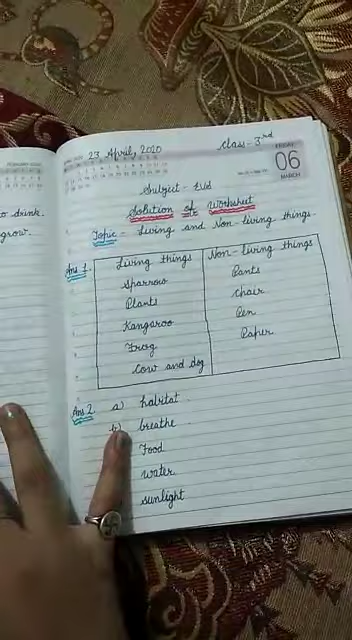 to drink.
grow.
23 April, 2020
Class - 3rd
FRIDAY
06
MARCH
Solution of Worksheet
Topic - Living and Non-living things.
Ans 1.
Living things Non-living things
Sparrow Pants
Plants Chair
Kangaroo Pen
Frog Paper
Cow and dog
Ans 2. a) habitat.
b) breathe
Food
water
sunlight